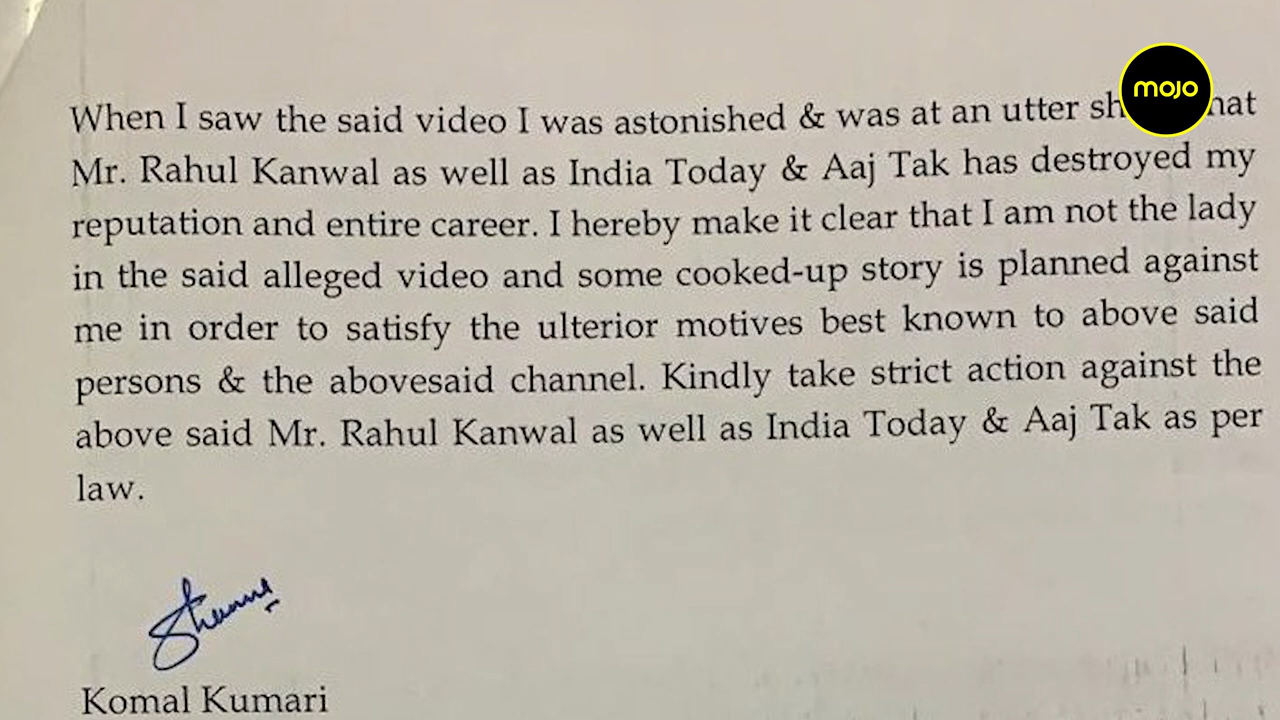 mojo
When I saw the said video I was astonished & was at an utter sh hat
Mr. Rahul Kanwal as well as India Today & Aaj Tak has destroyed my
reputation and entire career. I hereby make it clear that I am not the lady
in the said alleged video and some cooked-up story is planned against
me in order to satisfy the ulterior motives best known to above said
persons & the abovesaid channel. Kindly take strict action against the
above said Mr. Rahul Kanwal as well as India Today & Aaj Tak as per
law.
Komal Kumari